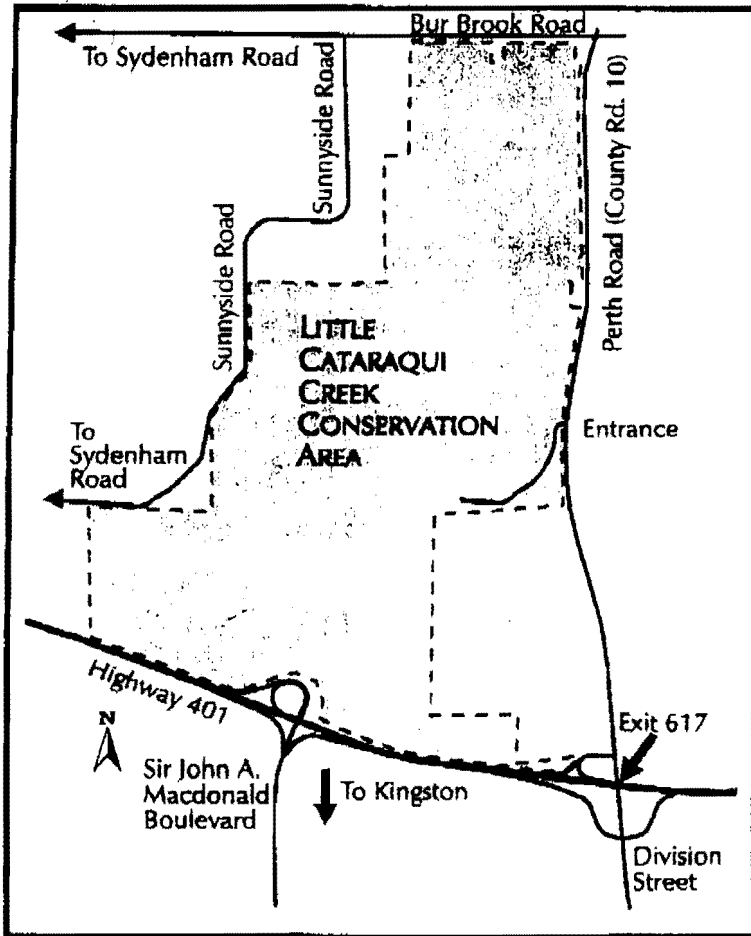 Bur Brook Road
To Sydenham Road
Sunnyside Road
Perth Road (County Rd. 10)
Sunnyside Road
LITTLE
CATARAQUI
CREEK
CONSERVATION
AREA
Entrance
To
Sydenham
Road
Highway 401
N
Exit 617
Sir John A.
Macdonald
Boulevard
To Kingston
Division
Street